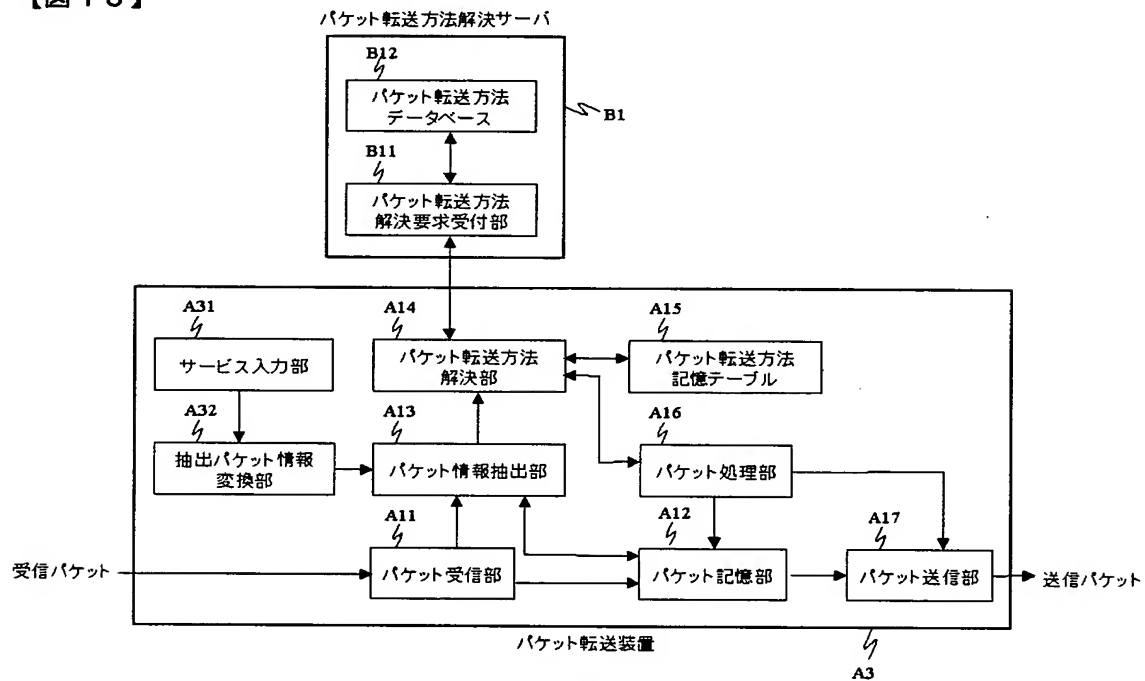 パケット転送方法解決サーバ
B12
パケット転送方法
データベース
B1
B11
パケット転送方法
解決要求受付部
A31
サービス入力部
A14
パケット転送方法
解決部
A15
パケット転送方法
記憶テーブル
A32
抽出パケット情報
変換部
A13
パケット情報抽出部
A16
パケット処理部
A11
パケット受信部
A12
パケット記憶部
A17
パケット送信部
受信パケット
送信パケット
パケット転送装置
A3